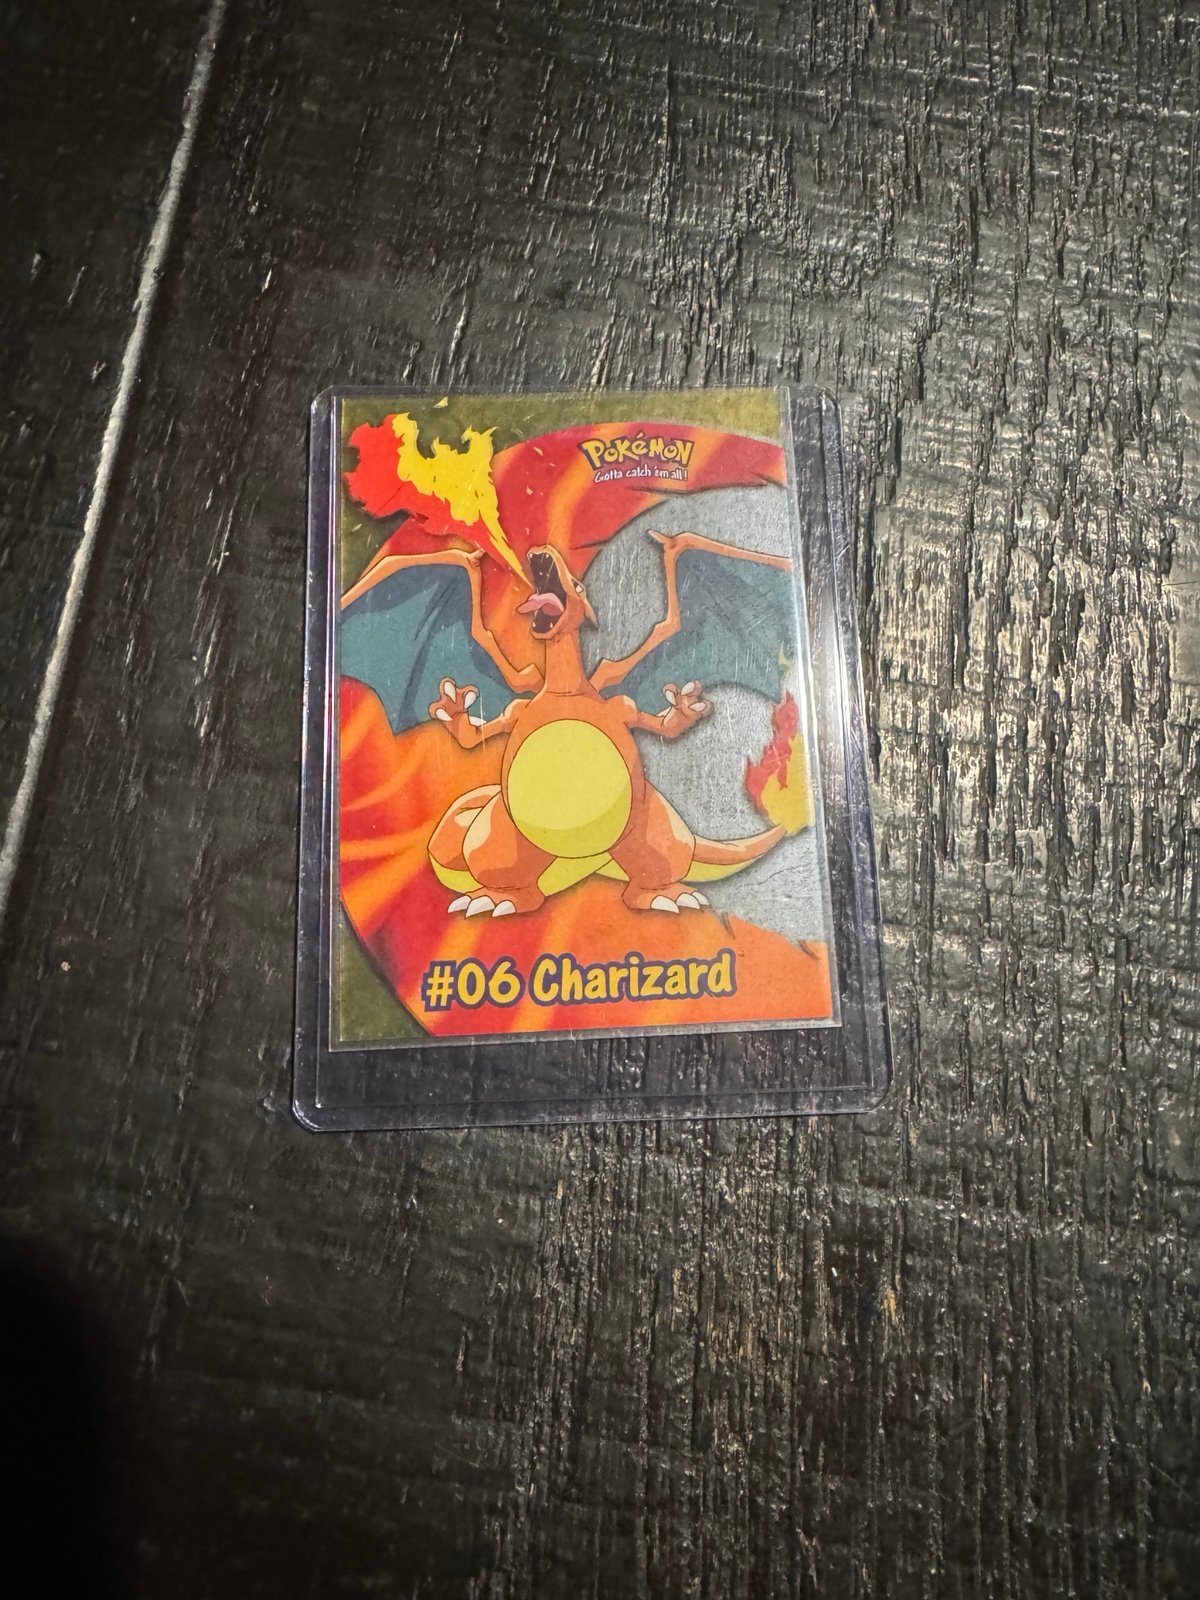 POKéMON
Gotta catch 'em all!
#06 Charizard